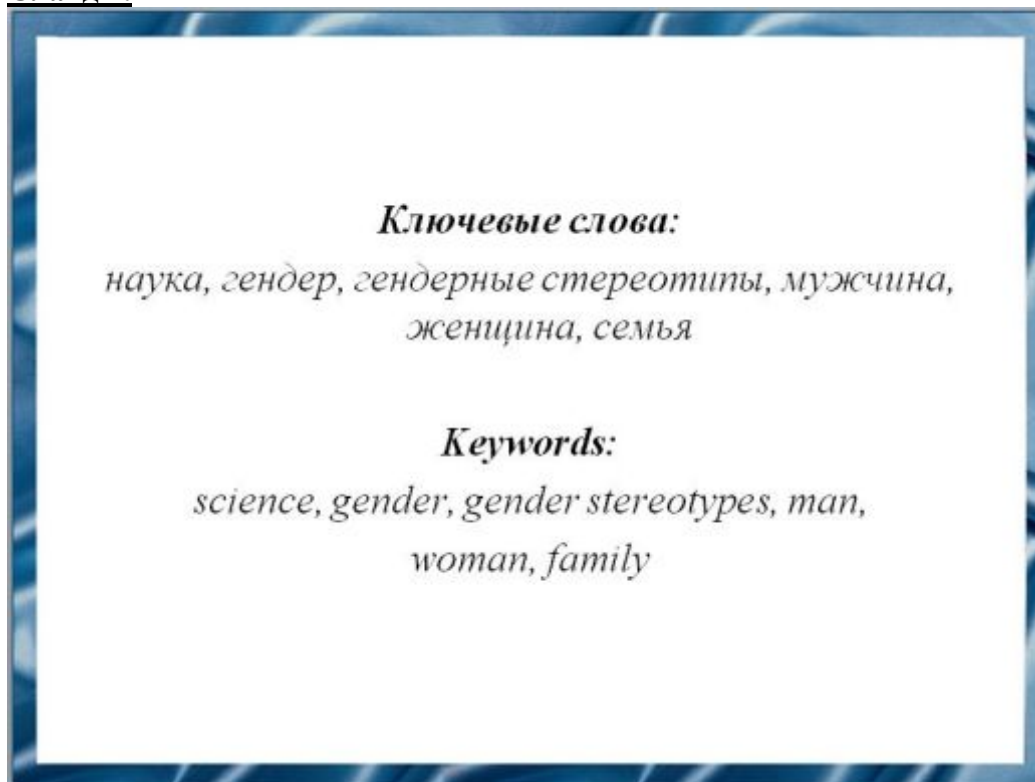 Ключевые слова:
наука, гендер, гендерные стереотипы, мужчина,
женщина, семья
Keywords:
science, gender, gender stereotypes, man,
woman, family